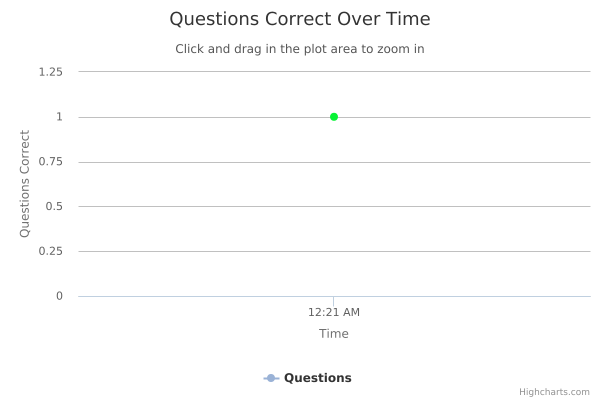 Questions Correct Over Time
Click and drag in the plot area to zoom in
1.25
1
0.75
0.5
0.25
0
Questions Correct
12:21 AM
Time
Questions
Highcharts.com